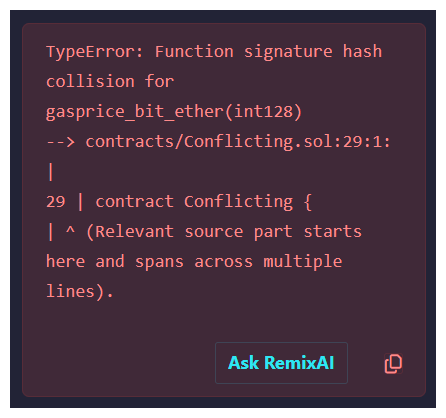 TypeError: Function signature hash
collision for
gasprice_bit_ether(int128)
--> contracts/Conflicting.sol:29:1:
|
29 | contract Conflicting {
| ^ (Relevant source part starts
here and spans across multiple
lines).
Ask RemixAI